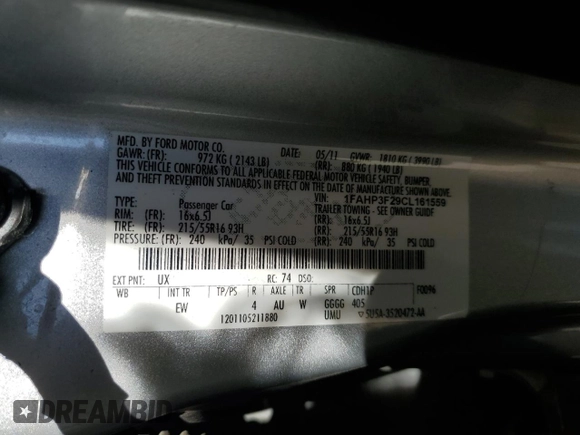 MFD. BY FORD MOTOR CO.
DATE: 05/11 GVWR: 1810 KG ( 3990 LB)
GAWR: (FR): 972 KG ( 2143 LB) (RR): 880 KG ( 1940 LB)
THIS VEHICLE CONFORMS TO ALL APPLICABLE FEDERAL MOTOR VEHICLE SAFETY, BUMPER,
AND THEFT PREVENTION STANDARDS IN EFFECT ON THE DATE OF MANUFACTURE SHOWN ABOVE.
VIN: 1FAHP3F29CL161559
TYPE: Passenger Car TRAILER TOWING - SEE OWNER GUIDE
RIM: (FR): 16x6.5J (RR): 16x6.5J
TIRE: (FR): 215/55R16 93H (RR): 215/55R16 93H
PRESSURE: (FR): 240 kPa/ 35 PSI COLD (RR): 240 kPa/ 35 PSI COLD
EXT PNT: UX RC: 74 DSO:
WB INT TR TP/PS R AXLE TR SPR CDH1P F0096
EW 4 AU W GGGG 405
1201105211880 UMU SU5A-3520472-AA
DREAMBID